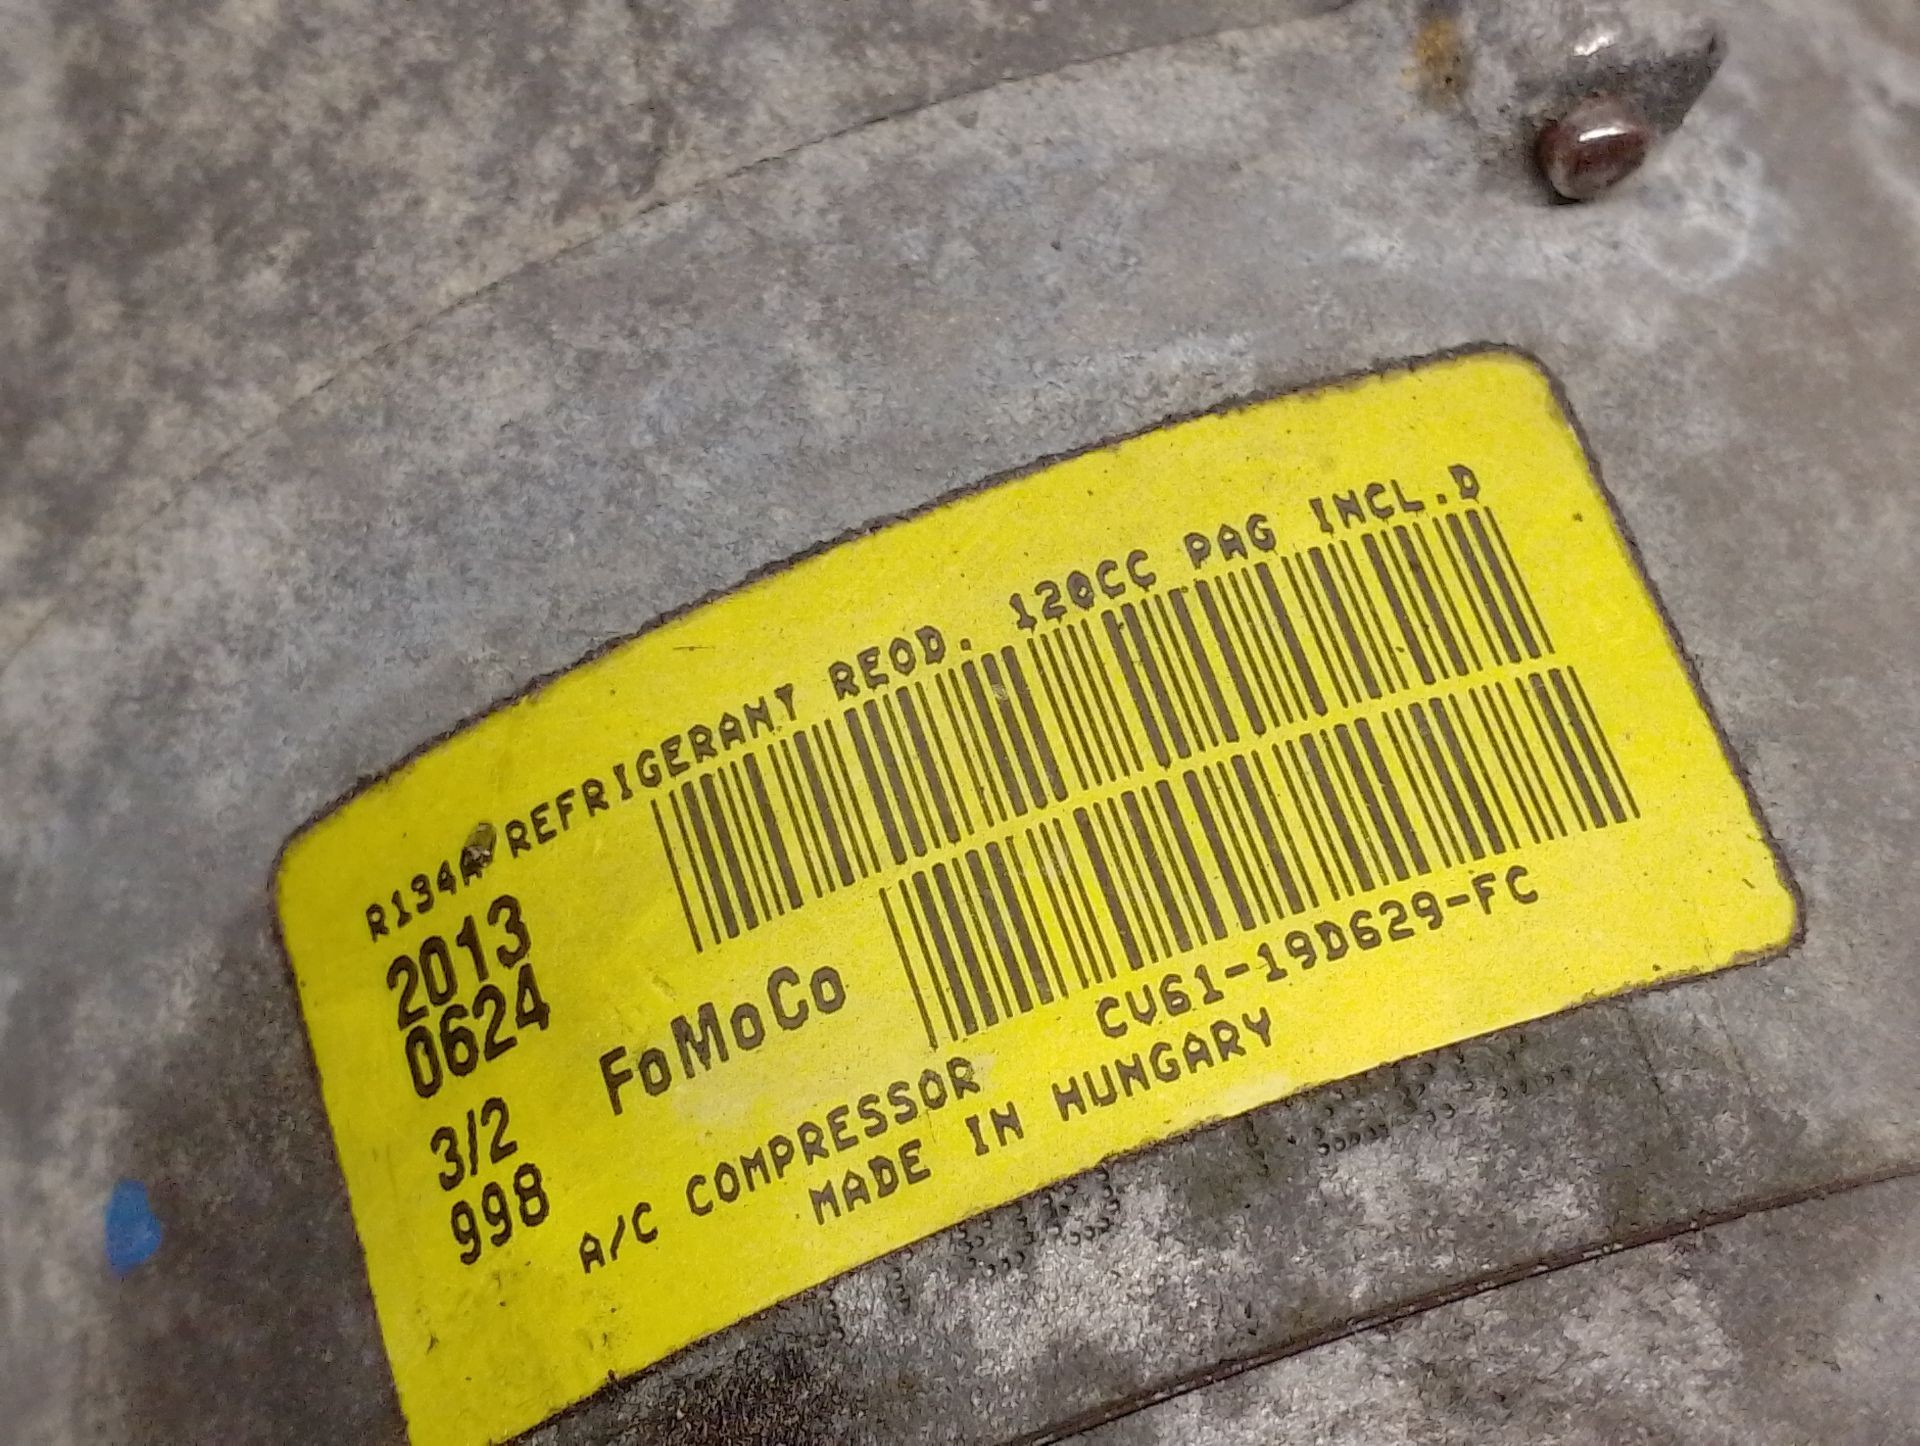 R134A REFRIGERANT REQD. 120CC PAG INCL.D
2013
0624
3/2
998
FoMoCo
A/C COMPRESSOR CV61-19D629-FC
MADE IN HUNGARY